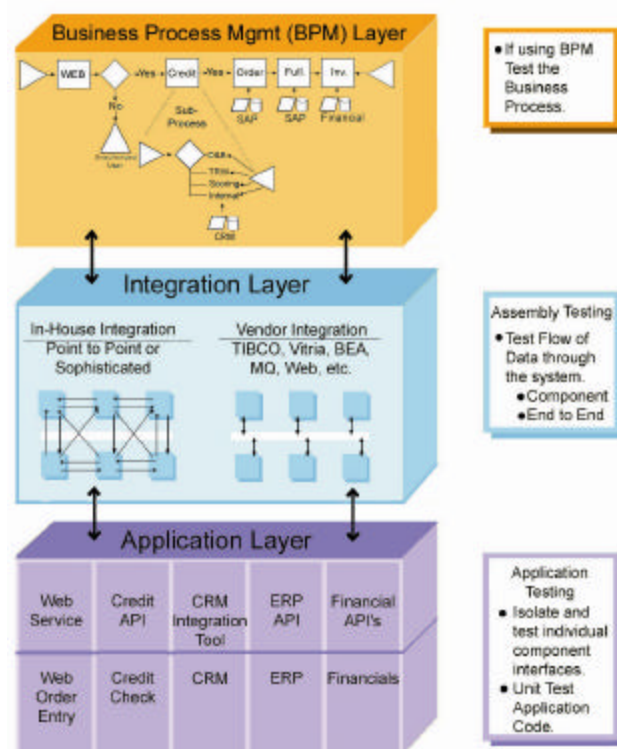 Business Process Mgmt (BPM) Layer
WEB
Yes
Credit
Yes
Order
Full.
Inv.
No
Sub-
Process
SAP
SAP
Financial
User
D&B
TRW
Scoring
Internal
CRM
• If using BPM
Test the
Business
Process.
Integration Layer
In-House Integration
Point to Point or
Sophisticated
Vendor Integration
TIBCO, Vitria, BEA,
MQ, Web, etc.
Assembly Testing
• Test Flow of
Data through
the system.
•Component
•End to End
Application Layer
Web
Service
Credit
API
CRM
Integration
Tool
ERP
API
Financial
API's
Web
Order
Entry
Credit
Check
CRM
ERP
Financials
Application
Testing
• Isolate and
test individual
component
interfaces.
• Unit Test
Application
Code.